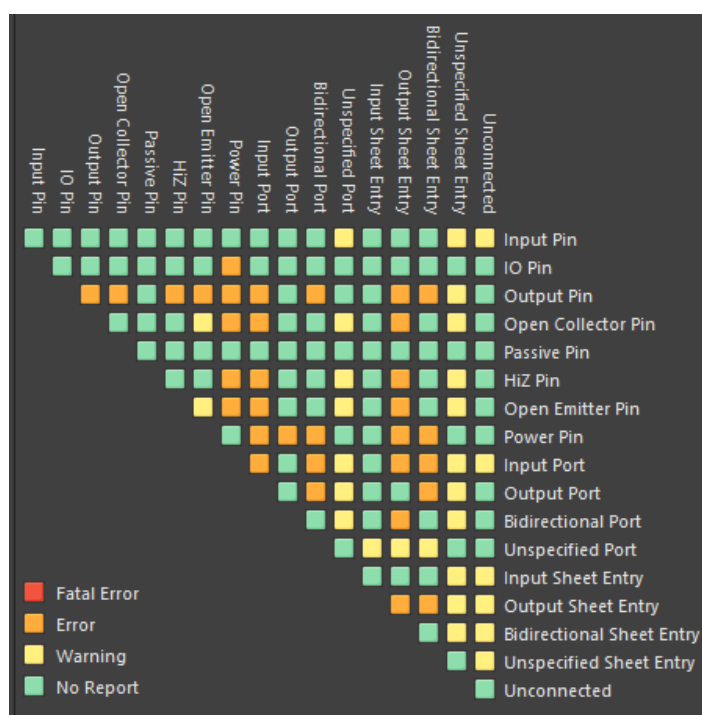 Input Pin
IO Pin
Output Pin
Open Collector Pin
Passive Pin
HiZ Pin
Open Emitter Pin
Power Pin
Input Port
Output Port
Bidirectional Port
Unspecified Port
Input Sheet Entry
Output Sheet Entry
Bidirectional Sheet Entry
Unspecified Sheet Entry
Unconnected
Input Pin
IO Pin
Output Pin
Open Collector Pin
Passive Pin
HiZ Pin
Open Emitter Pin
Power Pin
Input Port
Output Port
Bidirectional Port
Unspecified Port
Input Sheet Entry
Output Sheet Entry
Bidirectional Sheet Entry
Unspecified Sheet Entry
Unconnected
Fatal Error
Error
Warning
No Report